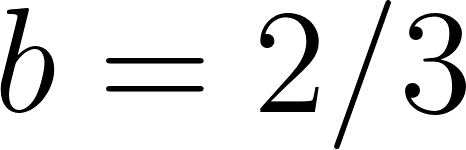 b = 2/3